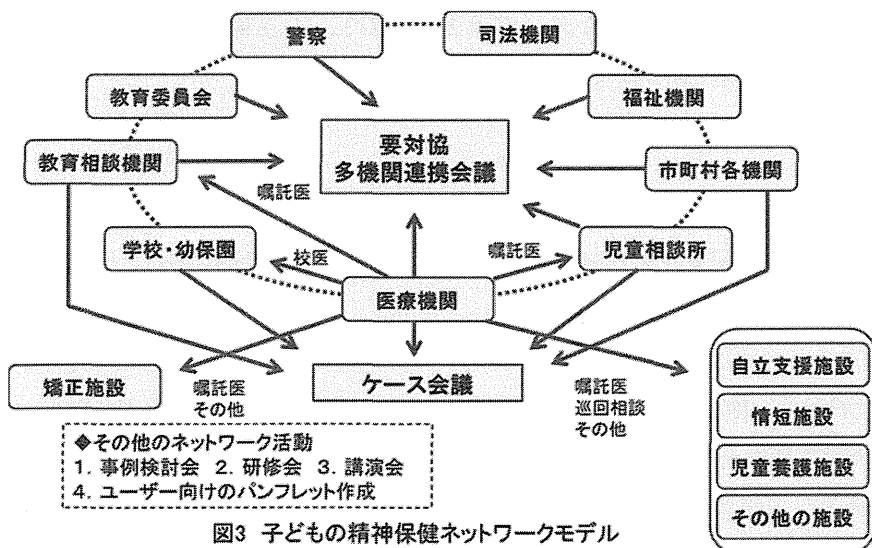 警察
司法機関
教育委員会
福祉機関
要対協
多機関連携会議
教育相談機関
市町村各機関
嘱託医
学校・幼保園
校医
嘱託医
児童相談所
医療機関
矯正施設
嘱託医
その他
ケース会議
嘱託医
巡回相談
その他
自立支援施設
情短施設
児童養護施設
その他の施設
◆その他のネットワーク活動
1. 事例検討会 2. 研修会 3. 講演会
4. ユーザー向けのパンフレット作成
図3 子どもの精神保健ネットワークモデル